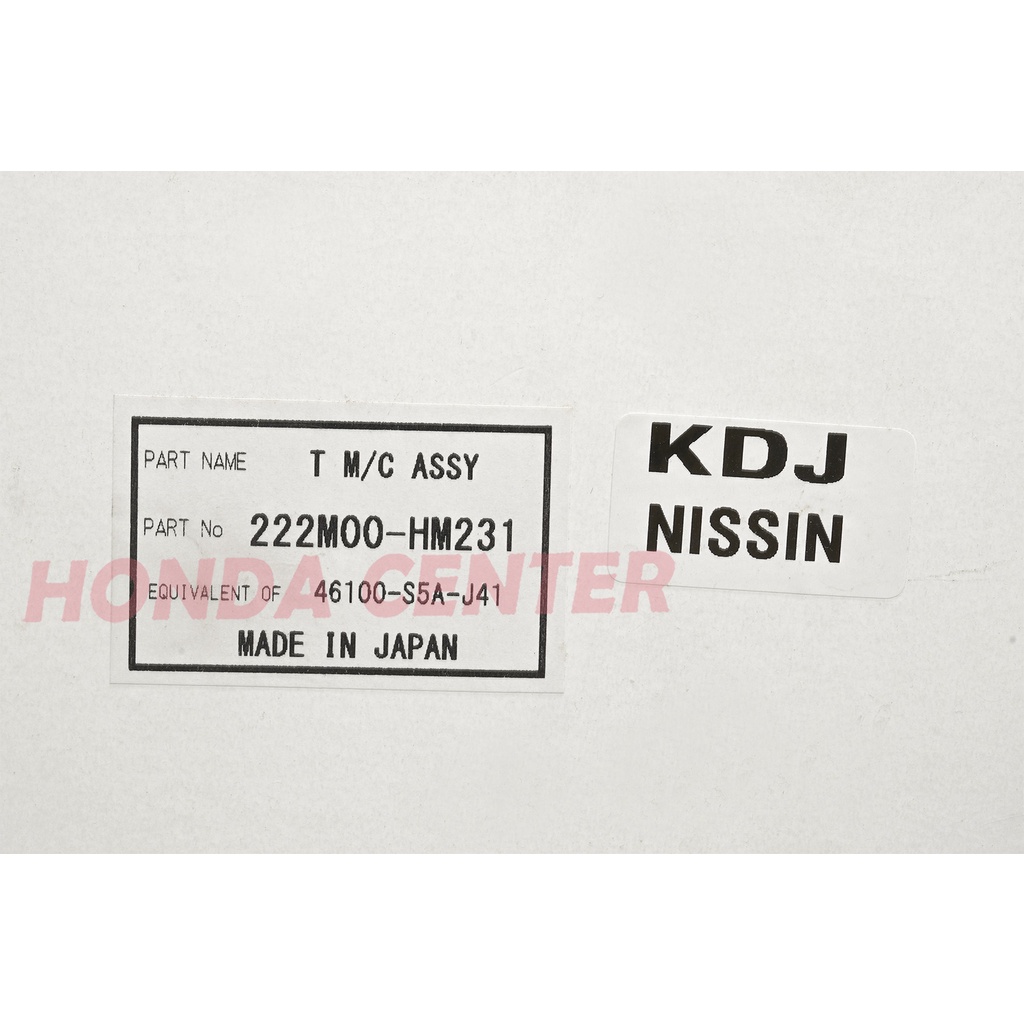 PART NAME T M/C ASSY
PART No 222M00-HM231
EQUIVALENT OF 46100-S5A-J41
MADE IN JAPAN
KDJ
NISSIN
HONDA CENTER